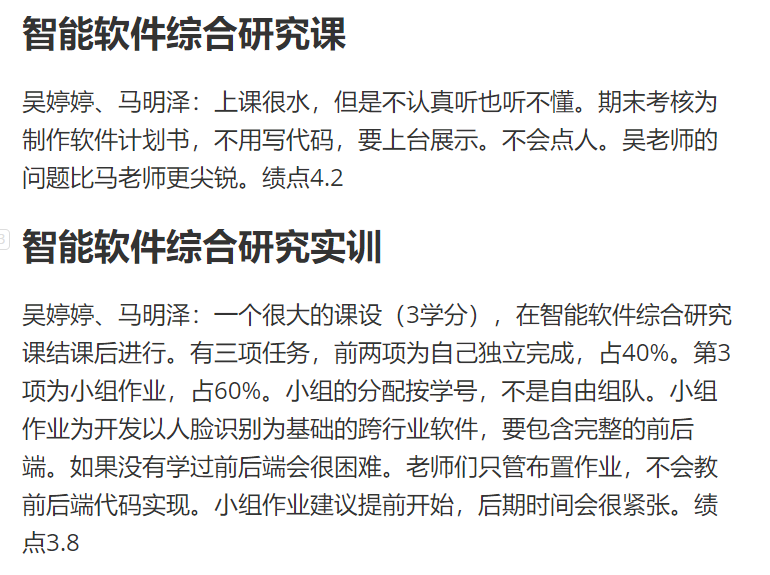 智能软件综合研究课
吴婷婷、马明泽：上课很水，但是不认真听也听不懂。期末考核为
制作软件计划书，不用写代码，要上台展示。不会点人。吴老师的
问题比马老师更尖锐。绩点4.2
智能软件综合研究实训
吴婷婷、马明泽：一个很大的课设（3学分），在智能软件综合研究
课结课后进行。有三项任务，前两项为自己独立完成，占40%。第3
项为小组作业，占60%。小组的分配按学号，不是自由组队。小组
作业为开发以人脸识别为基础的跨行业软件，要包含完整的前后
端。如果没有学过前后端会很困难。老师们只管布置作业，不会教
前后端代码实现。小组作业建议提前开始，后期时间会很紧张。绩
点3.8